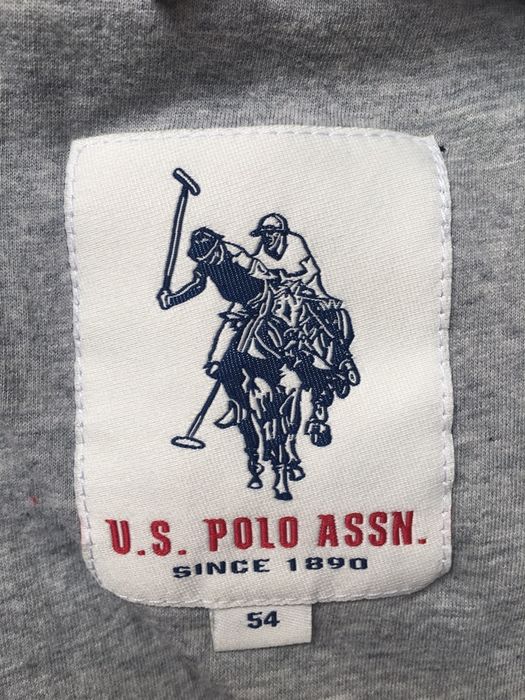 U.S. POLO ASSN.
SINCE 1890
54